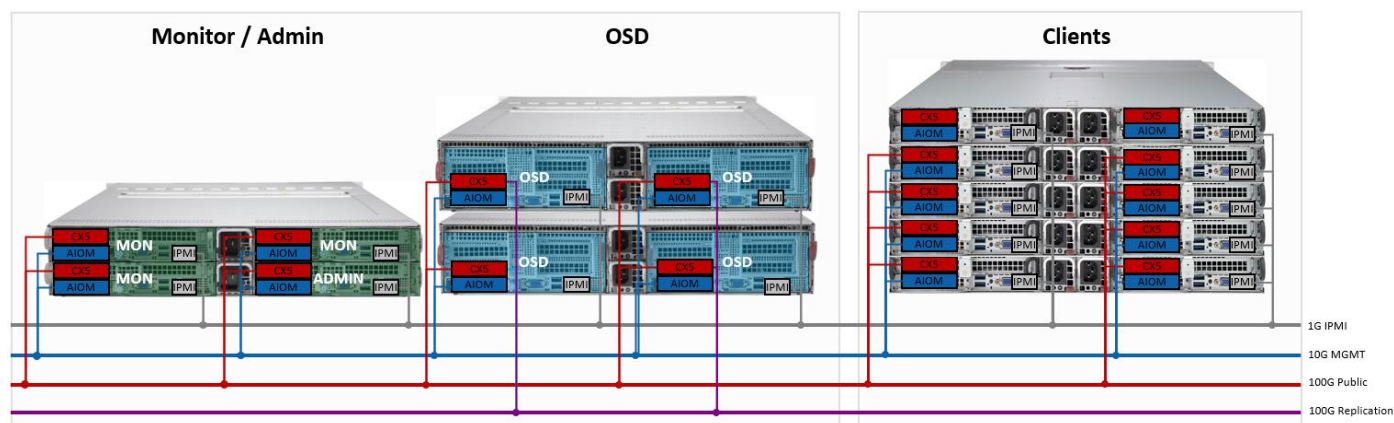 Monitor / Admin
CX5
AIOM
MON
IPMI
CX5
AIOM
MON
IPMI
CX5
AIOM
MON
IPMI
CX5
AIOM
ADMIN
IPMI
OSD
CX5
AIOM
OSD
IPMI
CX5
AIOM
OSD
IPMI
CX5
AIOM
OSD
IPMI
CX5
AIOM
OSD
IPMI
Clients
CX5
AIOM
IPMI
CX5
AIOM
IPMI
CX5
AIOM
IPMI
CX5
AIOM
IPMI
CX5
AIOM
IPMI
CX5
AIOM
IPMI
CX5
AIOM
IPMI
CX5
AIOM
IPMI
CX5
AIOM
IPMI
CX5
AIOM
IPMI
1G IPMI
10G MGMT
100G Public
100G Replication